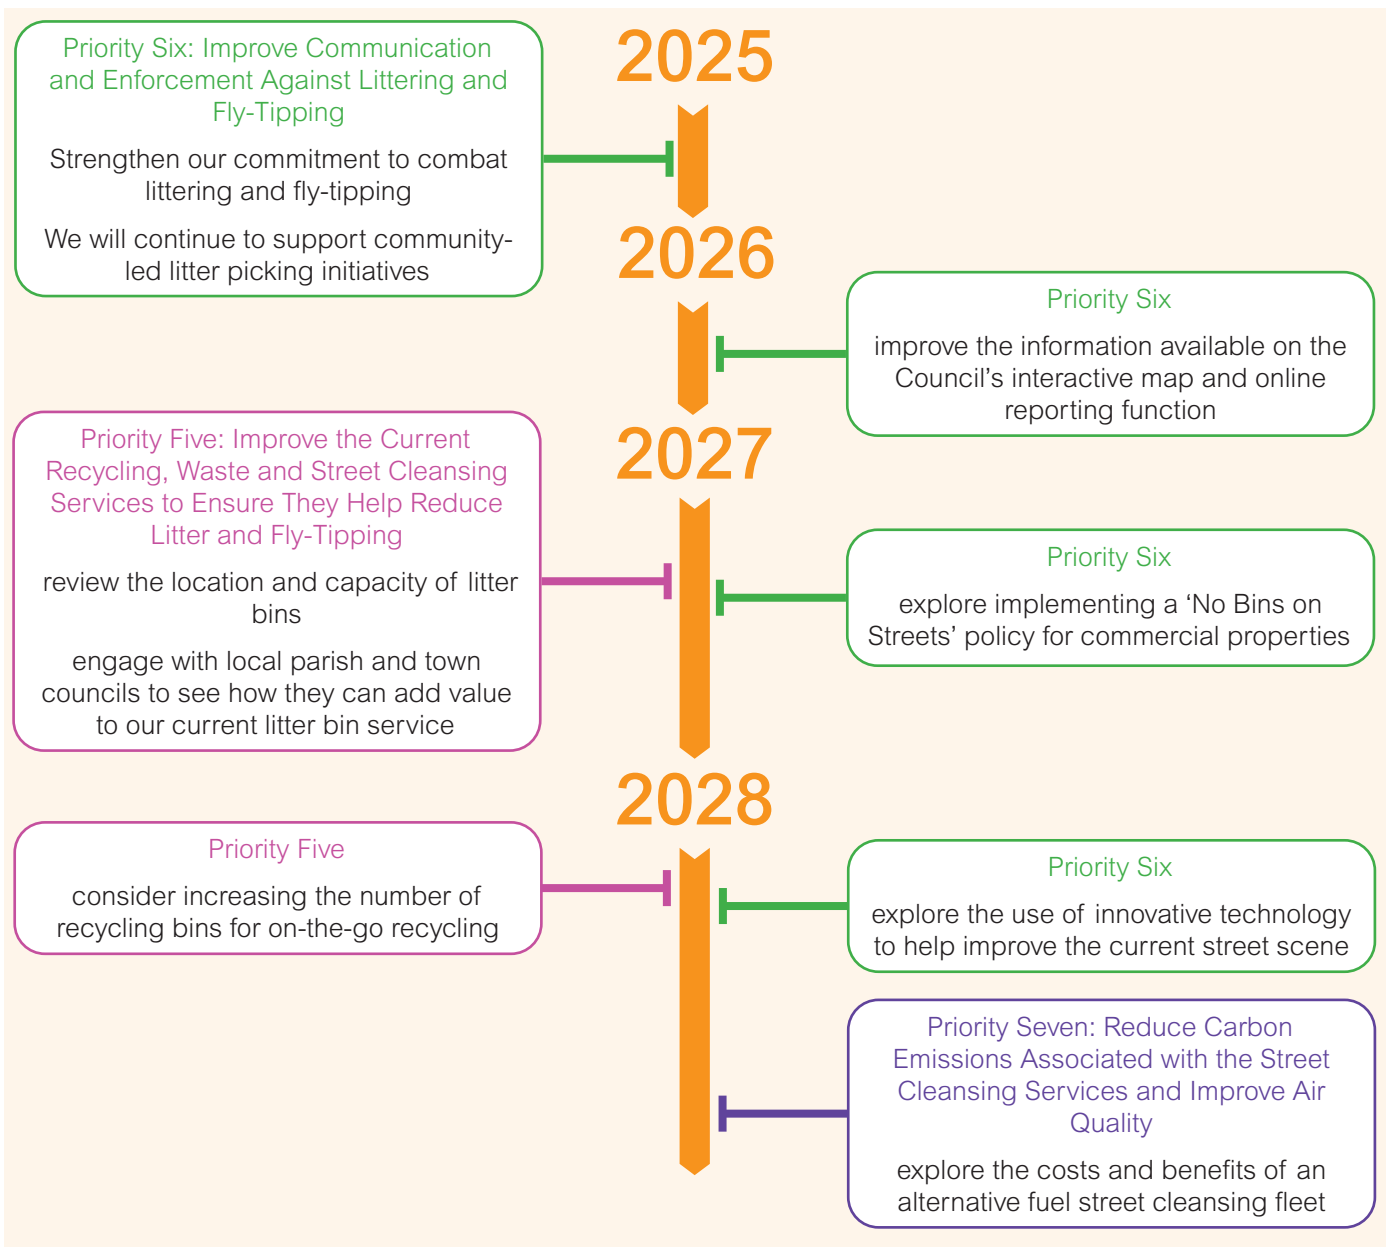 2025
Priority Six: Improve Communication
and Enforcement Against Littering and
Fly-Tipping
Strengthen our commitment to combat
littering and fly-tipping
We will continue to support community-
led litter picking initiatives
2026
Priority Six
improve the information available on the
Council’s interactive map and online
reporting function
2027
Priority Five: Improve the Current
Recycling, Waste and Street Cleansing
Services to Ensure They Help Reduce
Litter and Fly-Tipping
review the location and capacity of litter
bins
engage with local parish and town
councils to see how they can add value
to our current litter bin service
Priority Six
explore implementing a ‘No Bins on
Streets’ policy for commercial properties
2028
Priority Five
consider increasing the number of
recycling bins for on-the-go recycling
Priority Six
explore the use of innovative technology
to help improve the current street scene
Priority Seven: Reduce Carbon
Emissions Associated with the Street
Cleansing Services and Improve Air
Quality
explore the costs and benefits of an
alternative fuel street cleansing fleet